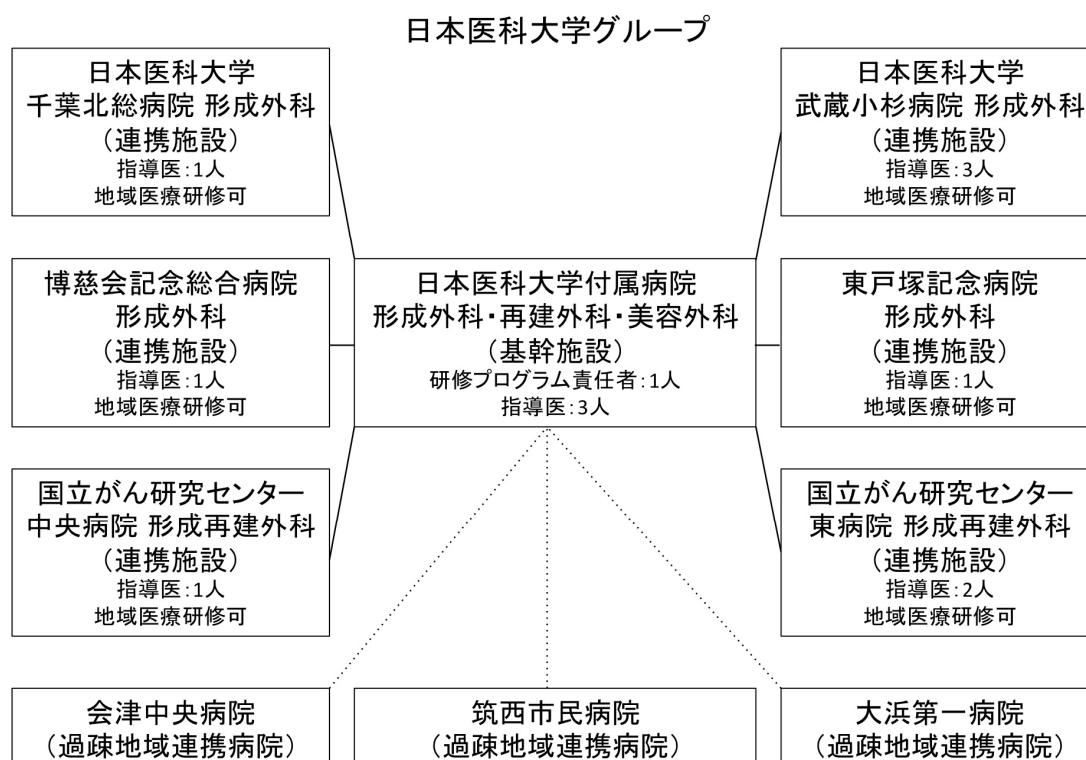 日本医科大学グループ
日本医科大学
千葉北総病院 形成外科
(連携施設)
指導医:1人
地域医療研修可
日本医科大学
武蔵小杉病院 形成外科
(連携施設)
指導医:3人
地域医療研修可
博慈会記念総合病院
形成外科
(連携施設)
指導医:1人
地域医療研修可
日本医科大学付属病院
形成外科・再建外科・美容外科
(基幹施設)
研修プログラム責任者:1人
指導医:3人
東戸塚記念病院
形成外科
(連携施設)
指導医:1人
地域医療研修可
国立がん研究センター
中央病院 形成再建外科
(連携施設)
指導医:1人
地域医療研修可
国立がん研究センター
東病院 形成再建外科
(連携施設)
指導医:2人
地域医療研修可
会津中央病院
(過疎地域連携病院)
筑西市民病院
(過疎地域連携病院)
大浜第一病院
(過疎地域連携病院)